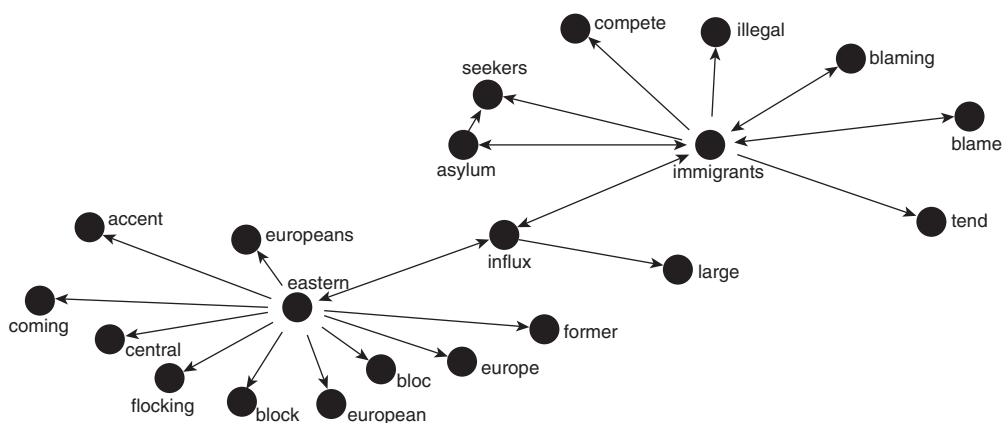 compete
illegal
blaming
seekers
blame
asylum
immigrants
accent
tend
europeans
influx
large
eastern
coming
former
central
europe
bloc
flocking
block
european